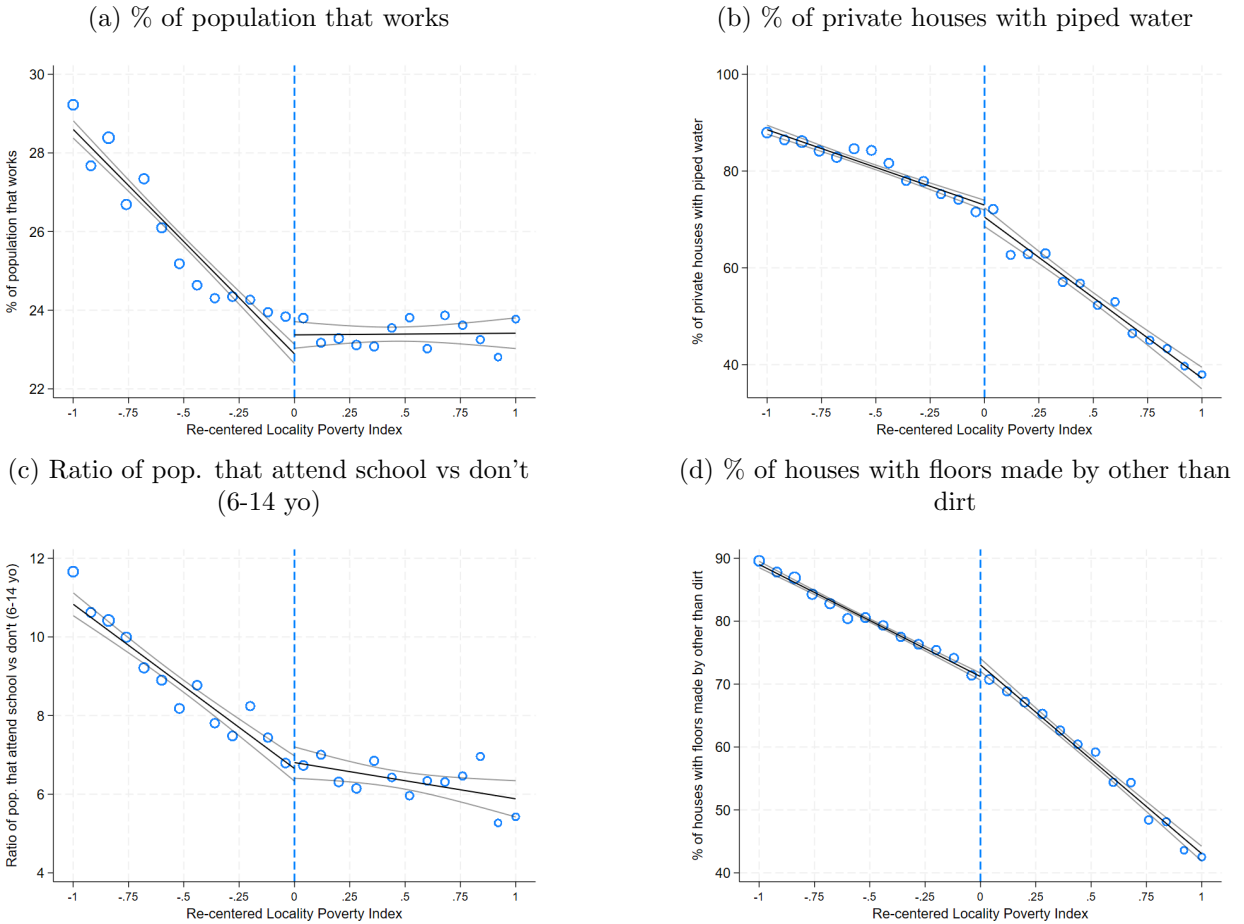 (a) % of population that works
30
28
26
24
22
% of population that works
-1 -.75 -.5 -.25 0 .25 .5 .75 1
Re-centered Locality Poverty Index
(b) % of private houses with piped water
100
80
60
40
% of private houses with piped water
-1 -.75 -.5 -.25 0 .25 .5 .75 1
Re-centered Locality Poverty Index
(c) Ratio of pop. that attend school vs don't
(6-14 yo)
12
10
8
6
4
Ratio of pop. that attend school vs don't (6-14 yo)
-1 -.75 -.5 -.25 0 .25 .5 .75 1
Re-centered Locality Poverty Index
(d) % of houses with floors made by other than
dirt
90
80
70
60
50
40
% of houses with floors made by other than dirt
-1 -.75 -.5 -.25 0 .25 .5 .75 1
Re-centered Locality Poverty Index